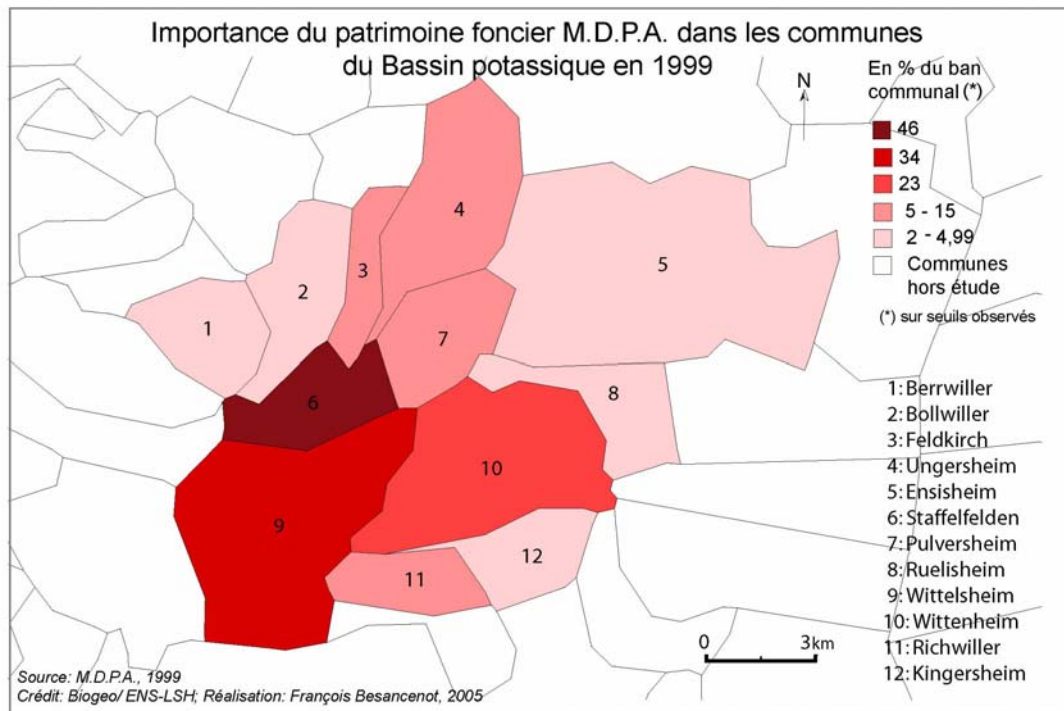 Importance du patrimoine foncier M.D.P.A. dans les communes
du Bassin potassique en 1999
En % du ban
communal (*)
46
34
23
5 - 15
2 - 4,99
Communes
hors étude
(*) sur seuils observés
N
1
2
3
4
5
6
7
8
9
10
11
12
1: Berrwiller
2: Bollwiller
3: Feldkirch
4: Ungersheim
5: Ensisheim
6: Staffelfelden
7: Pulversheim
8: Ruelisheim
9: Wittelsheim
10: Wittenheim
11: Richwiller
12: Kingersheim
0 3km
Source: M.D.P.A., 1999
Crédit: Biogeo/ ENS-LSH; Réalisation: François Besancenot, 2005